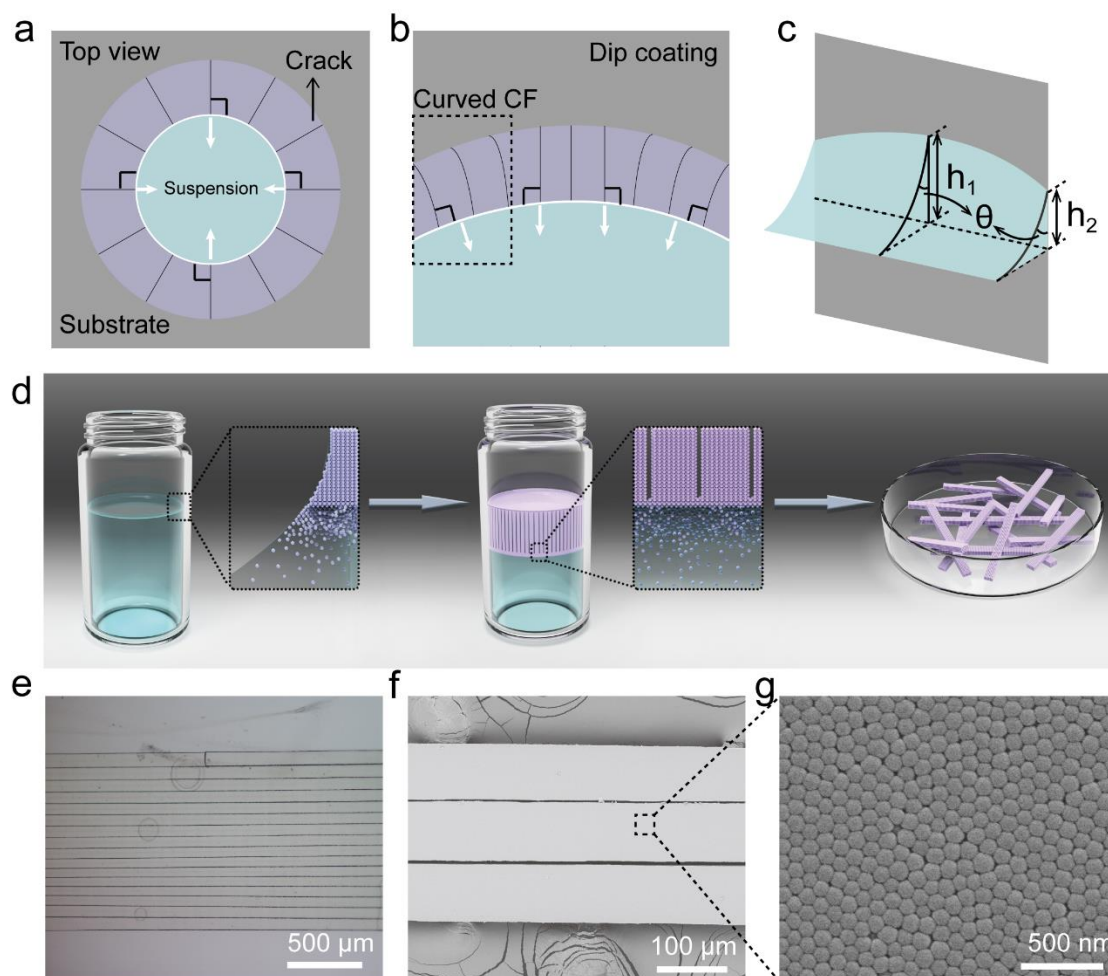 a
Top view
Crack
Suspension
Substrate
b
Dip coating
Curved CF
c
h₁
θ
h₂
d
e
500 μm
f
100 μm
g
500 nm